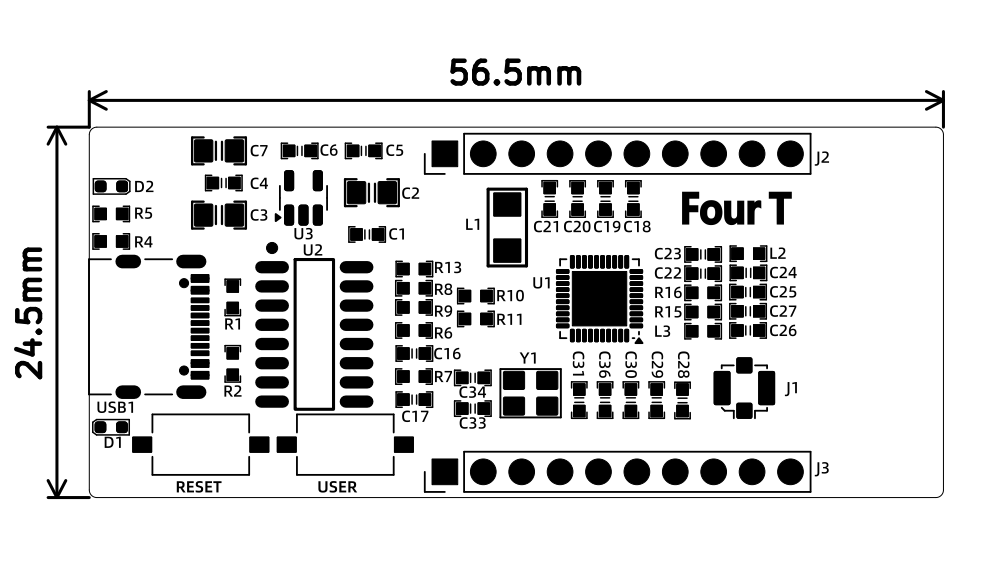 56.5mm
24.5mm
C7
C6
C5
J2
D2
C4
C2
R5
C3
Four T
L1
C21 C20 C19 C18
U3
C1
R4
U2
C23
L2
R13
C22
C24
U1
R8
R10
R16
C25
R9
R11
R15
C27
R1
R6
L3
C26
C16
Y1
C31 C36 C30 C29 C28
R7
R2
C34
J1
USB1
C17
C33
D1
J3
RESET
USER